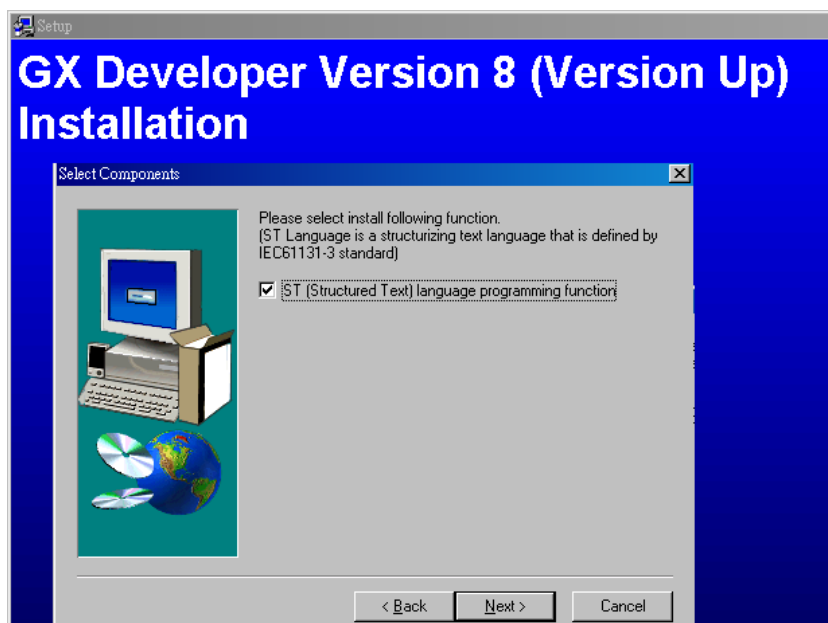 Setup
GX Developer Version 8 (Version Up)
Installation
Select Components
Please select install following function.
(ST Language is a structurizing text language that is defined by
IEC61131-3 standard)
ST (Structured Text) language programming function
< Back
Next >
Cancel